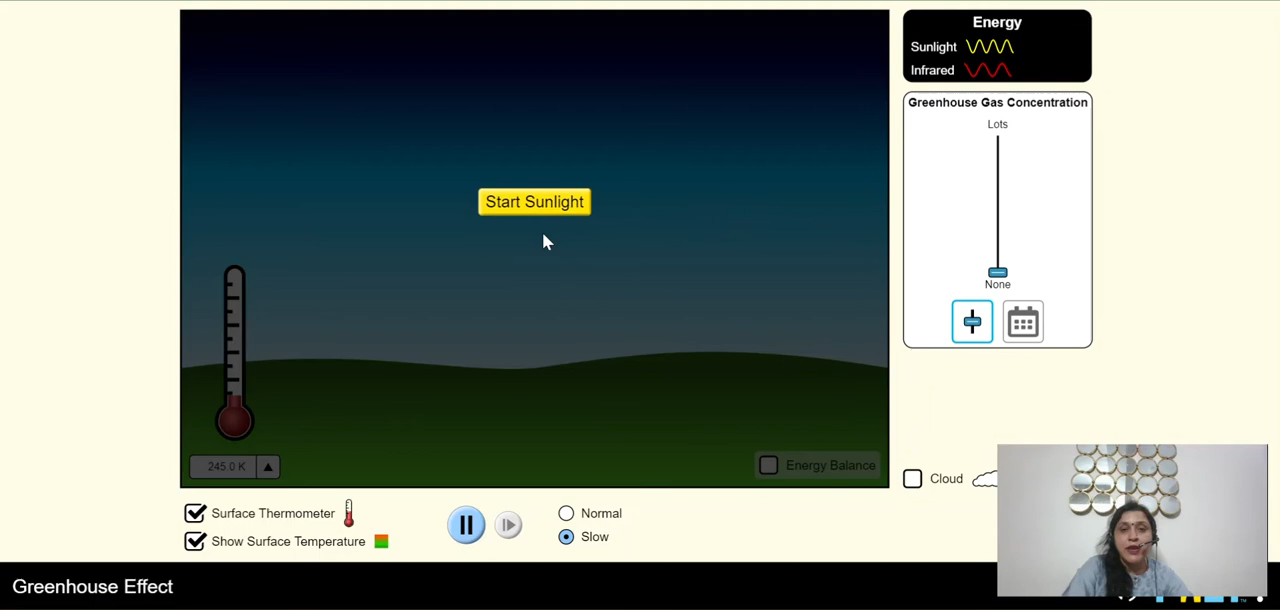 Energy
Sunlight
Infrared
Greenhouse Gas Concentration
Lots
None
Start Sunlight
245.0 K
Energy Balance
Cloud
Surface Thermometer
Show Surface Temperature
Normal
Slow
Greenhouse Effect